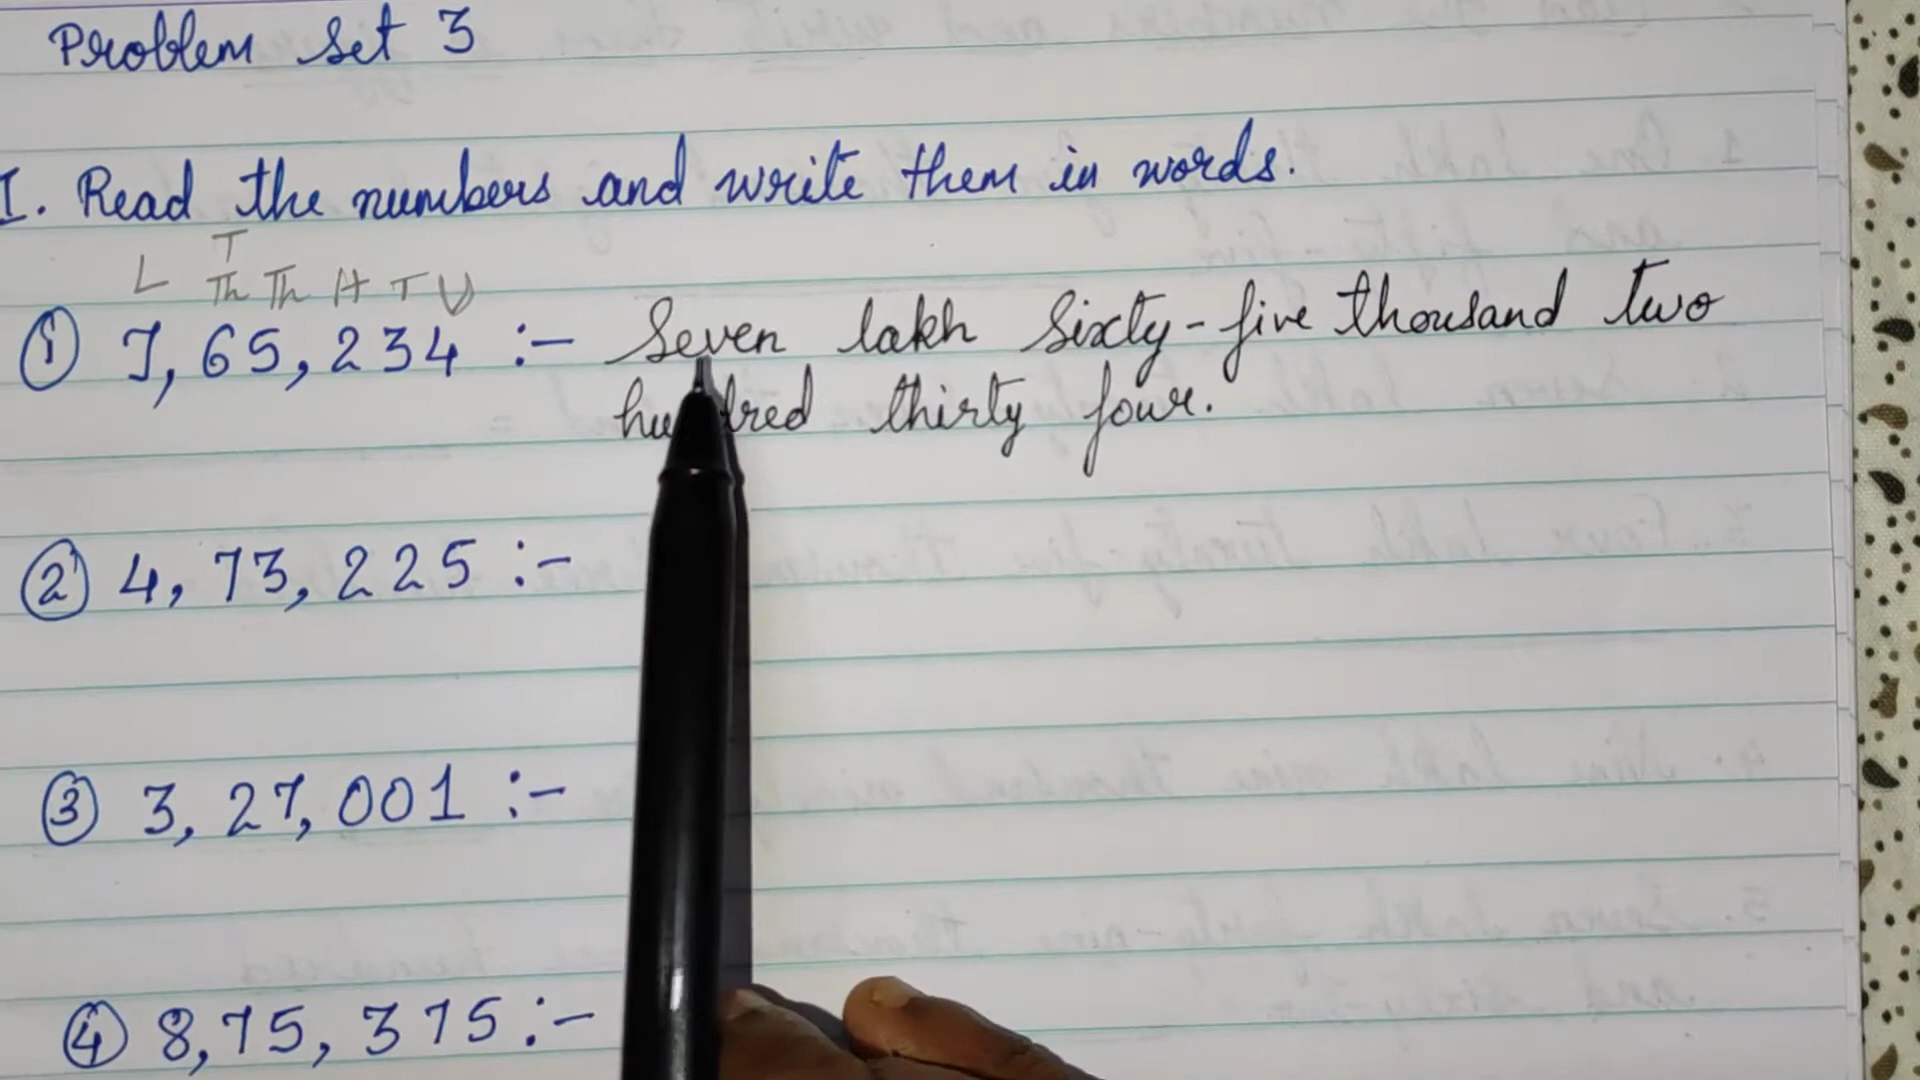 Problem Set 3
I. Read the numbers and write them in words.
L T Th Th H T U
① 7,65,234 :- Seven lakh Sixty-five thousand two
hundred thirty four.
② 4,73,225 :-
③ 3,27,001 :-
④ 8,75,375 :-